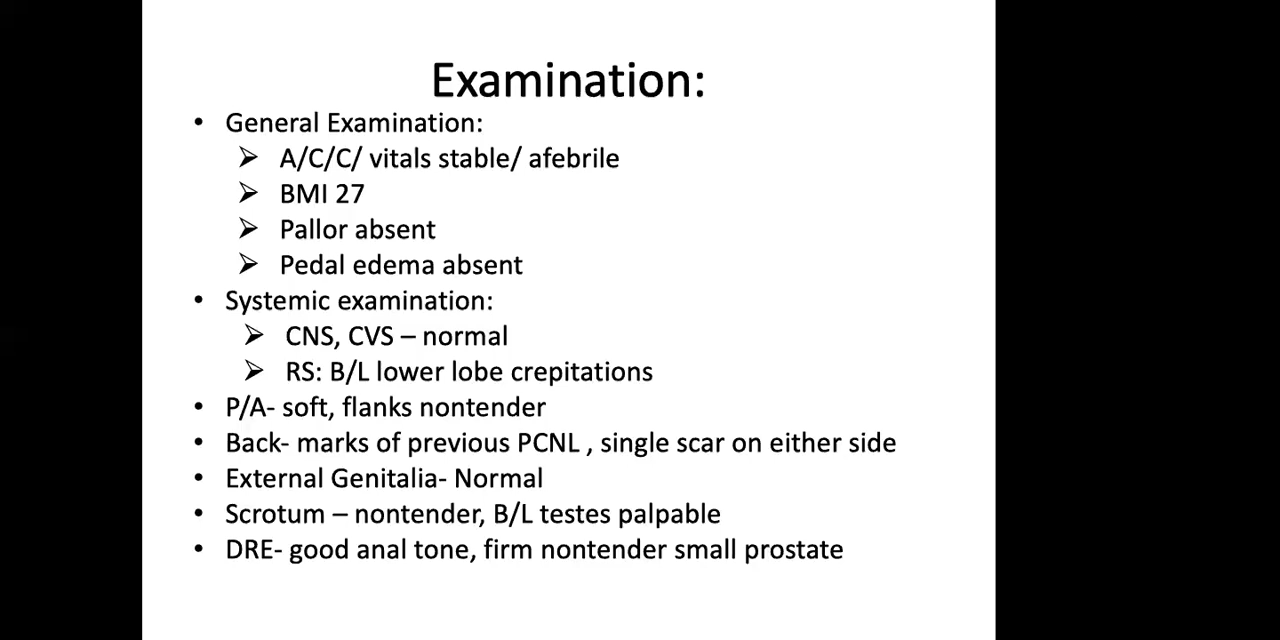 Examination:
• General Examination:
➢ A/C/C/ vitals stable/ afebrile
➢ BMI 27
➢ Pallor absent
➢ Pedal edema absent
• Systemic examination:
➢ CNS, CVS – normal
➢ RS: B/L lower lobe crepitations
• P/A- soft, flanks nontender
• Back- marks of previous PCNL , single scar on either side
• External Genitalia- Normal
• Scrotum – nontender, B/L testes palpable
• DRE- good anal tone, firm nontender small prostate